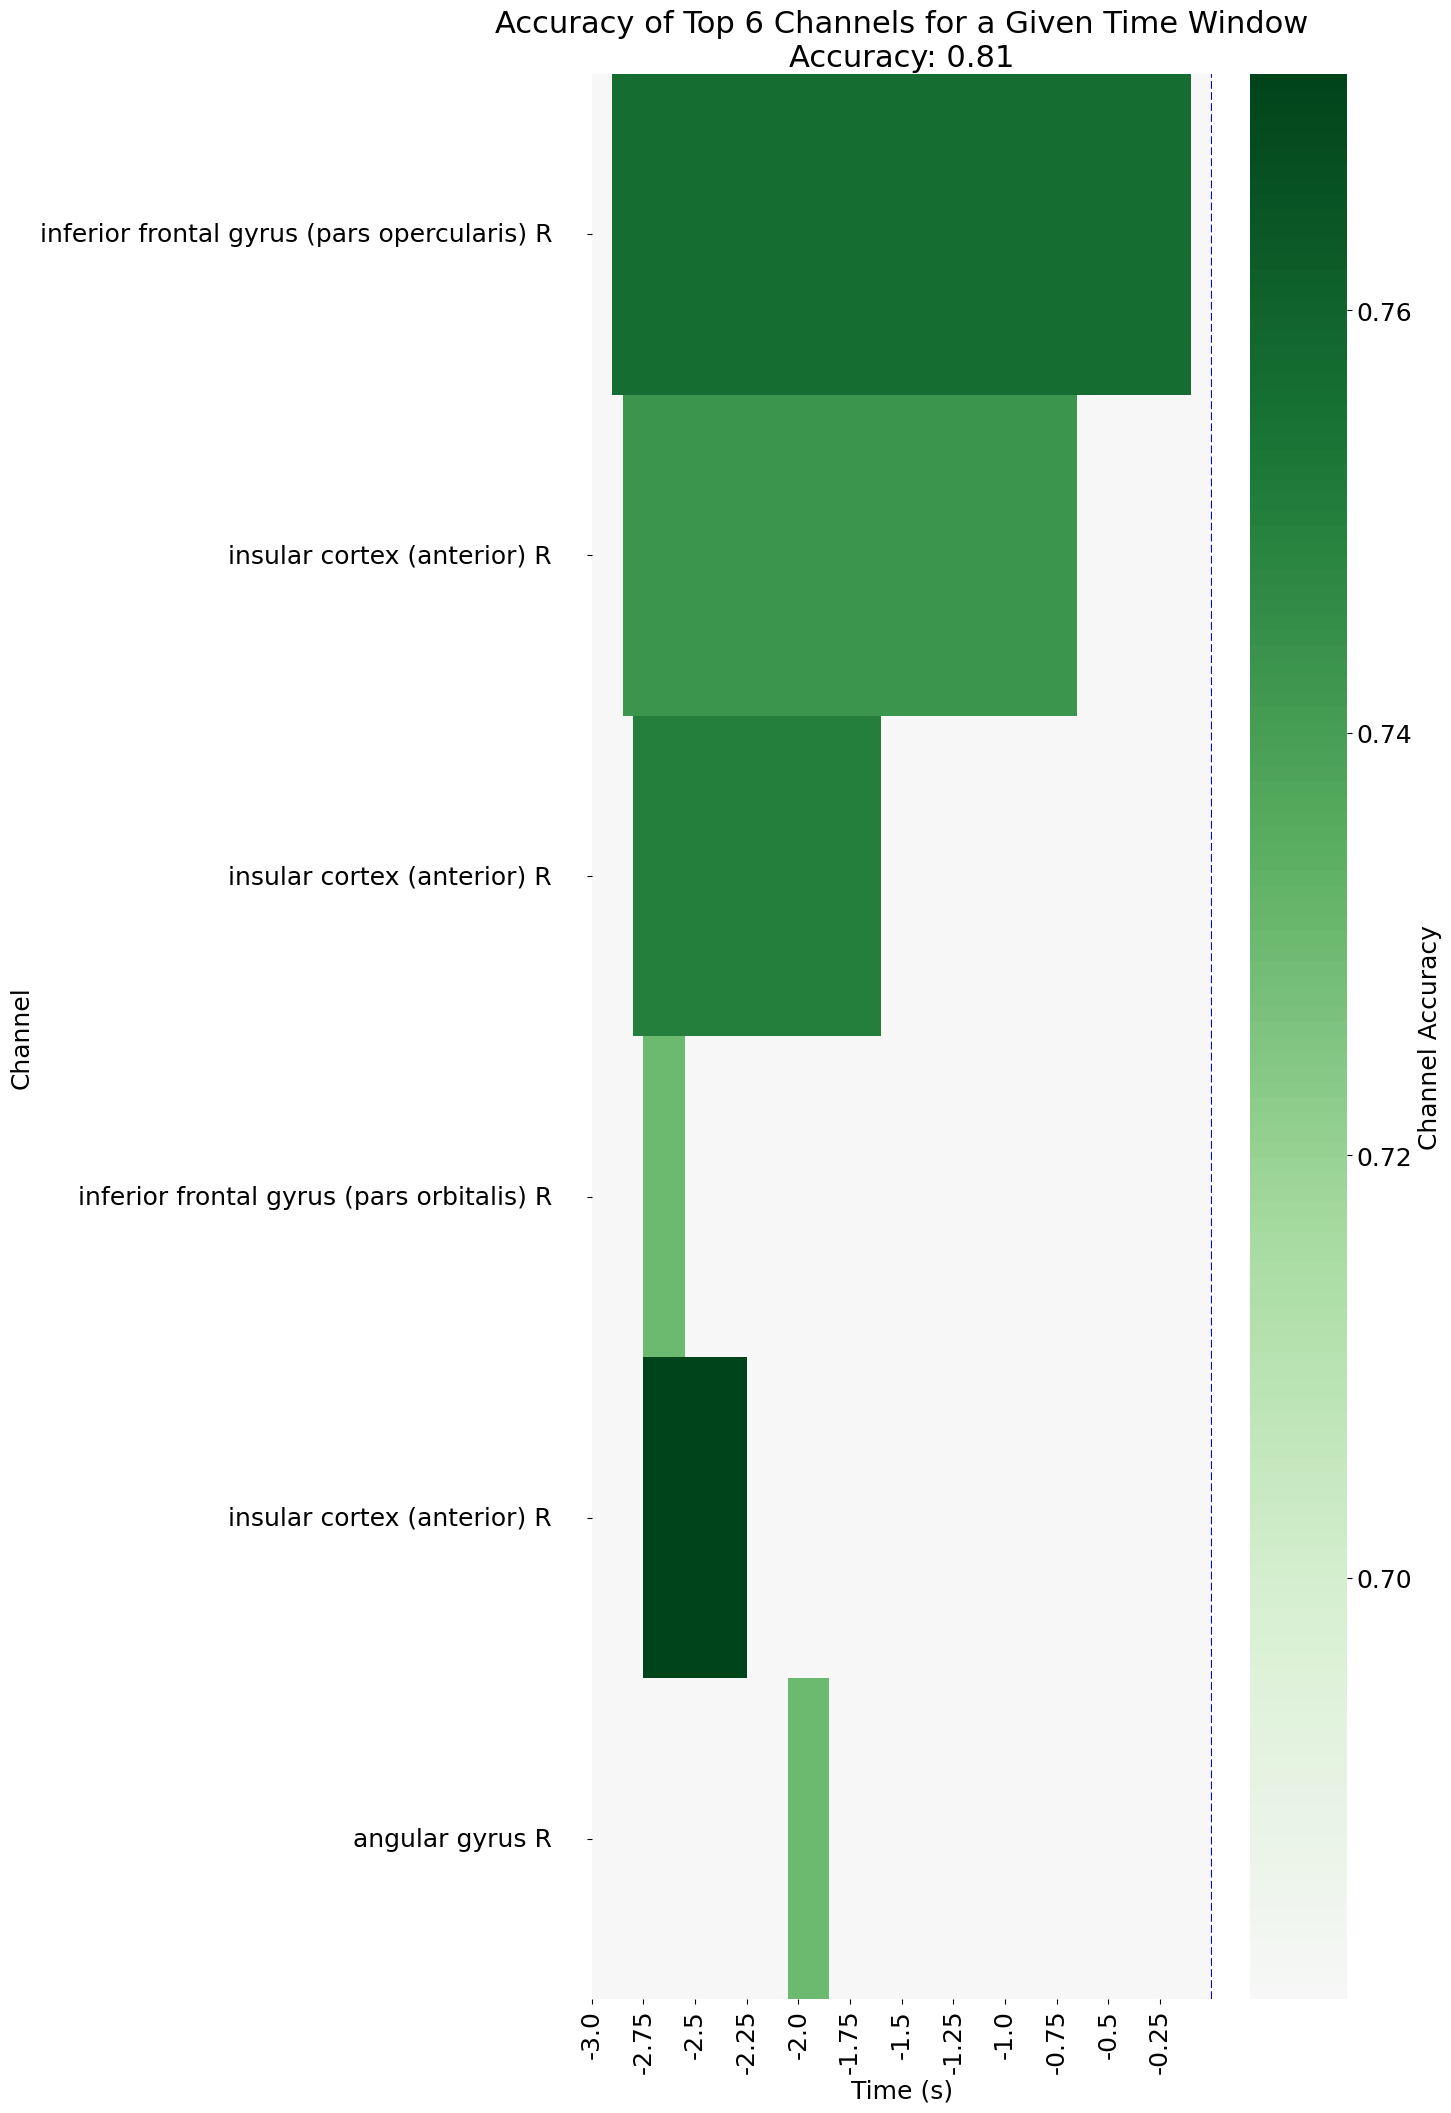 Accuracy of Top 6 Channels for a Given Time Window
Accuracy: 0.81
Channel
inferior frontal gyrus (pars opercularis) R
insular cortex (anterior) R
insular cortex (anterior) R
inferior frontal gyrus (pars orbitalis) R
insular cortex (anterior) R
angular gyrus R
-3.0
-2.75
-2.5
-2.25
-2.0
-1.75
-1.5
-1.25
-1.0
-0.75
-0.5
-0.25
Time (s)
0.76
0.74
0.72
0.70
Channel Accuracy